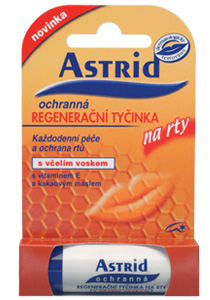 novinka
ASTRID
ochranná
REGENERAČNÍ TYČINKA
na rty
Každodenní péče
a ochrana rtů
s včelím voskem
s vitaminem E
a kakaovým máslem
ASTRID
ochranná
REGENERAČNÍ TYČINKA NA RTY